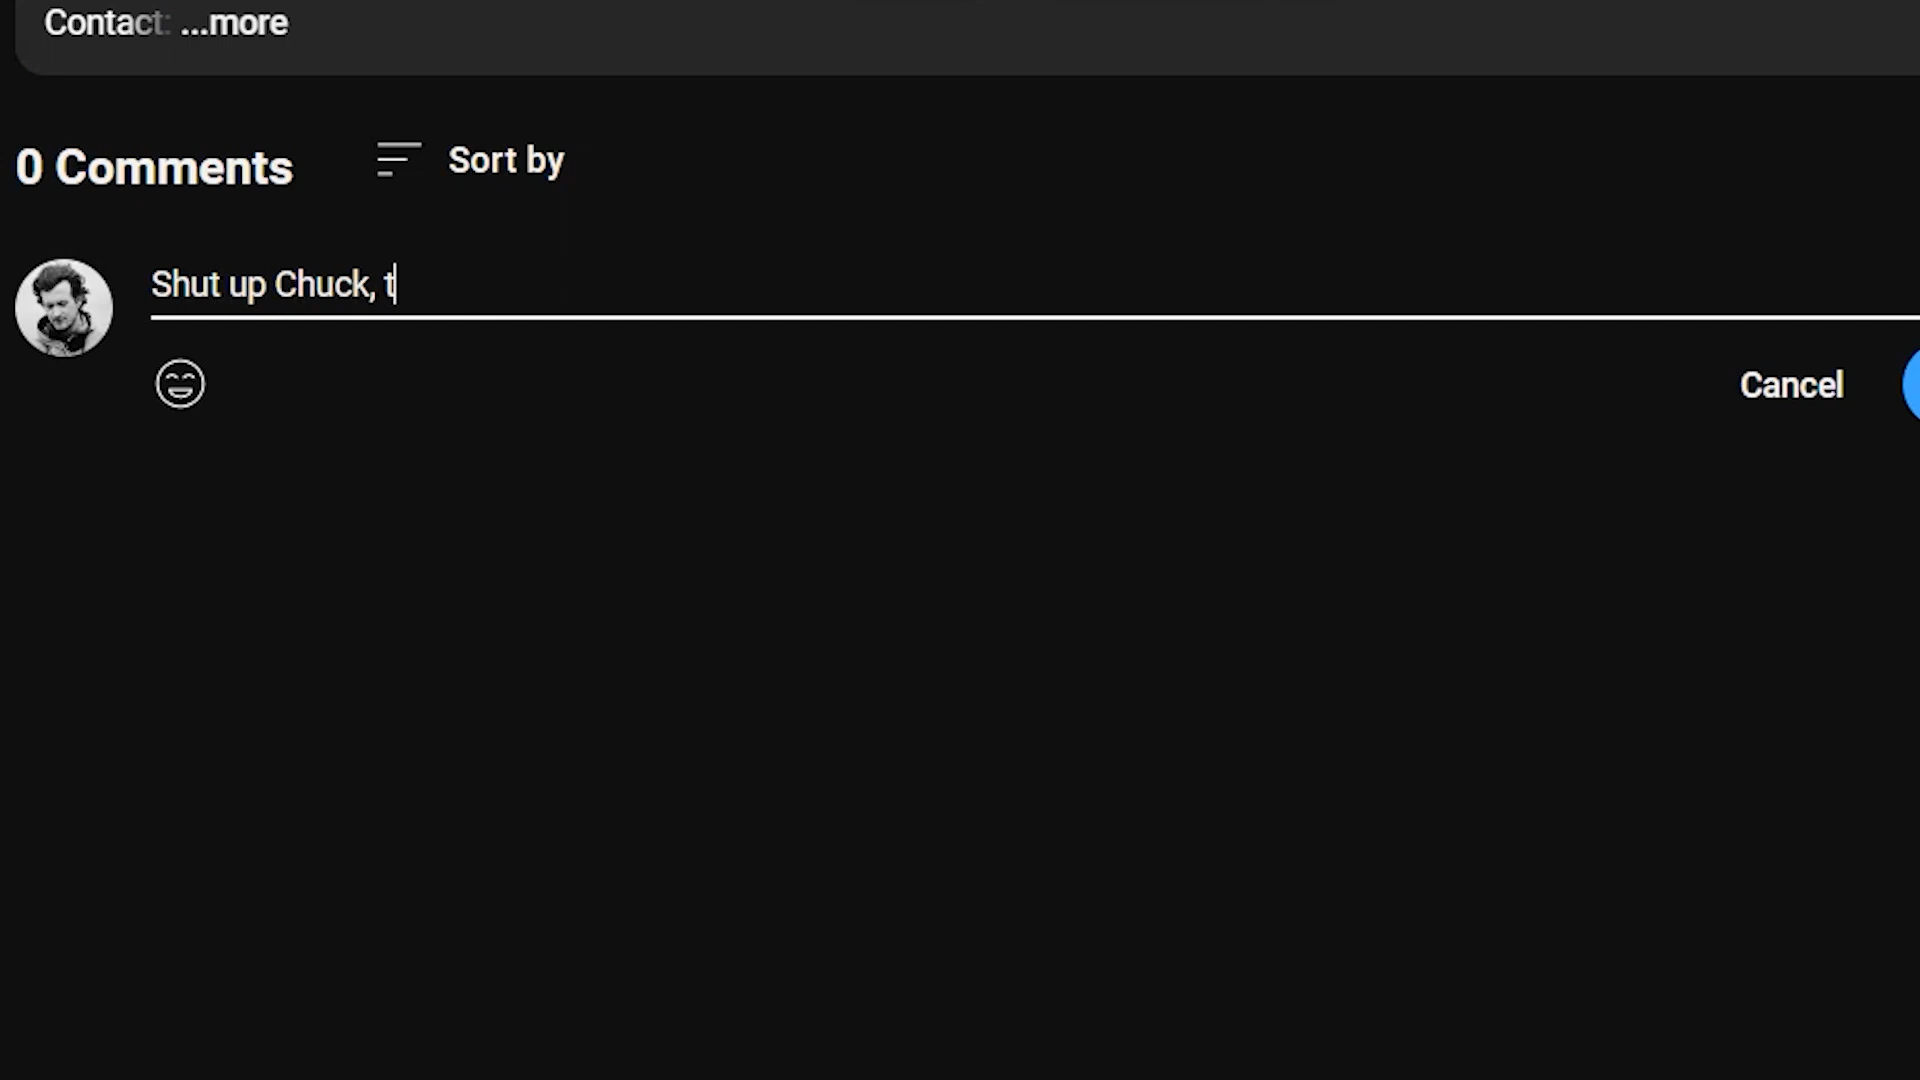 Contact: ...more
0 Comments
Sort by
Shut up Chuck, t
Cancel